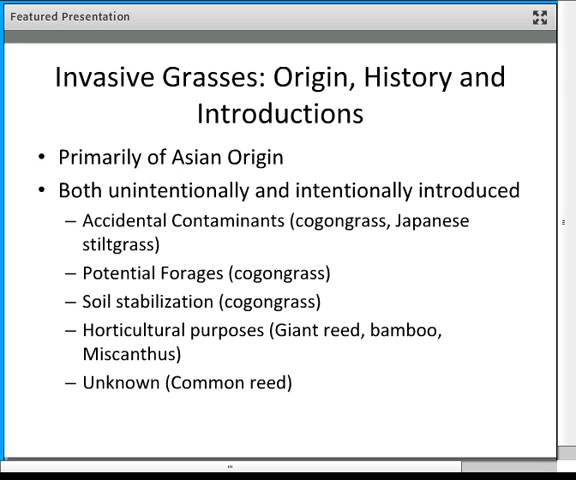 Featured Presentation
Invasive Grasses: Origin, History and
Introductions
• Primarily of Asian Origin
• Both unintentionally and intentionally introduced
– Accidental Contaminants (cogongrass, Japanese
stiltgrass)
– Potential Forages (cogongrass)
– Soil stabilization (cogongrass)
– Horticultural purposes (Giant reed, bamboo,
Miscanthus)
– Unknown (Common reed)